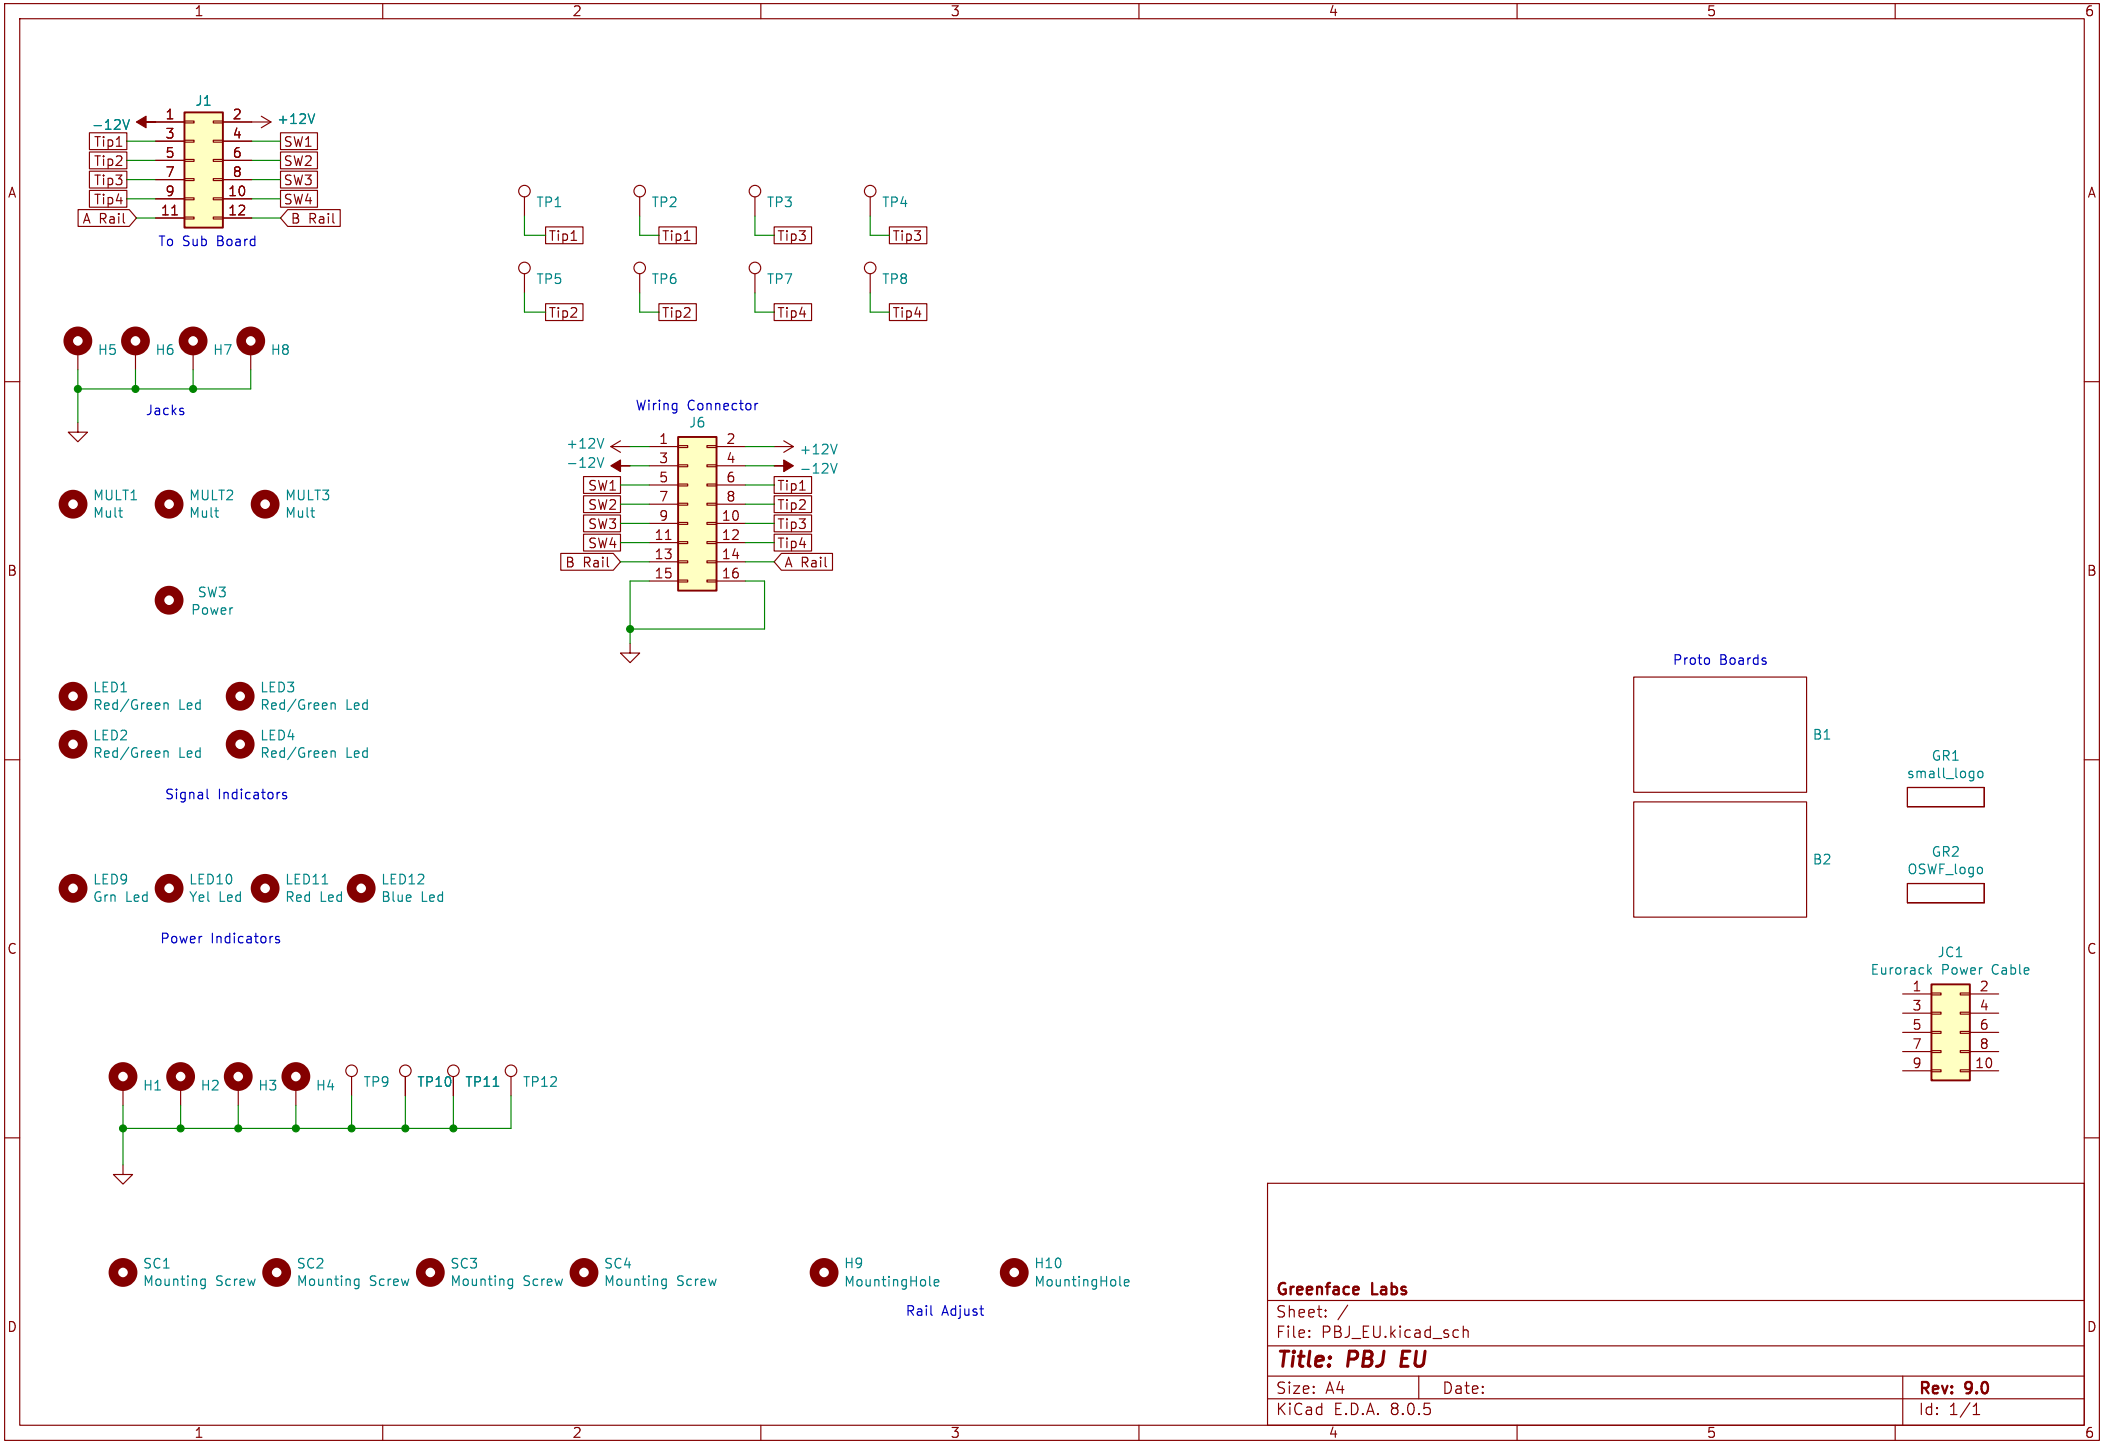 1 2 3 4 5 6
J1
-12V 1 2 +12V
Tip1 3 4 SW1
Tip2 5 6 SW2
Tip3 7 8 SW3
Tip4 9 10 SW4
A Rail 11 12 B Rail
To Sub Board
A A
TP1 TP2 TP3 TP4
Tip1 Tip1 Tip3 Tip3
TP5 TP6 TP7 TP8
Tip2 Tip2 Tip4 Tip4
H5 H6 H7 H8
Jacks
Wiring Connector
J6
+12V 1 2 +12V
-12V 3 4 -12V
SW1 5 6 Tip1
SW2 7 8 Tip2
SW3 9 10 Tip3
SW4 11 12 Tip4
B Rail 13 14 A Rail
15 16
MULT1 MULT2 MULT3
Mult Mult Mult
B B
SW3
Power
LED1 LED3
Red/Green Led Red/Green Led
LED2 LED4
Red/Green Led Red/Green Led
Signal Indicators
Proto Boards
B1
B2
GR1
small_logo
GR2
OSWF_logo
LED9 LED10 LED11 LED12
Grn Led Yel Led Red Led Blue Led
Power Indicators
C C
JC1
Eurorack Power Cable
1 2
3 4
5 6
7 8
9 10
H1 H2 H3 H4 TP9 TP10 TP11 TP12
SC1 SC2 SC3 SC4 H9 H10
Mounting Screw Mounting Screw Mounting Screw Mounting Screw MountingHole MountingHole
Rail Adjust
D D
Greenface Labs
Sheet: /
File: PBJ_EU.kicad_sch
Title: PBJ EU
Size: A4 Date: Rev: 9.0
KiCad E.D.A. 8.0.5 Id: 1/1
1 2 3 4 5 6